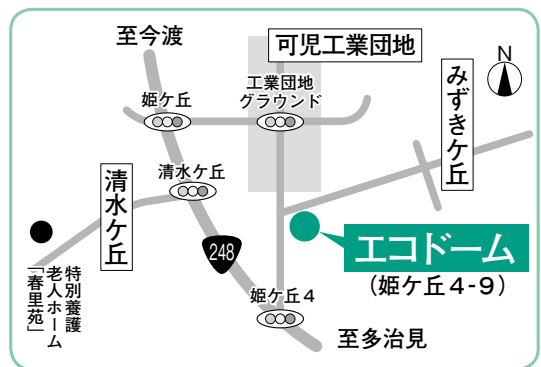 至今渡
可児工業団地
N
工業団地
グラウンド
姫ケ丘
みずきケ丘
清水ケ丘
清水ケ丘
248
エコドーム
(姫ケ丘4-9)
特別養護
老人ホーム
「春里苑」
姫ケ丘4
至多治見